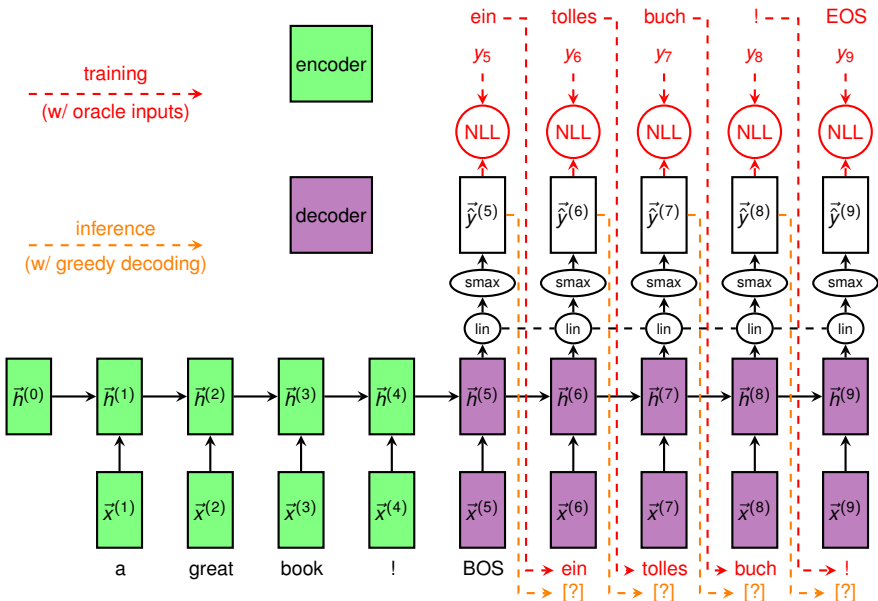 ein tolles buch ! EOS
training
(w/ oracle inputs)
encoder
y₅ y₆ y₇ y₈ y₉
NLL NLL NLL NLL NLL
decoder
inference
(w/ greedy decoding)
ŷ⃗⁽⁵⁾ ŷ⃗⁽⁶⁾ ŷ⃗⁽⁷⁾ ŷ⃗⁽⁸⁾ ŷ⃗⁽⁹⁾
smax smax smax smax smax
lin lin lin lin lin
h⃗⁽⁰⁾ h⃗⁽¹⁾ h⃗⁽²⁾ h⃗⁽³⁾ h⃗⁽⁴⁾ h⃗⁽⁵⁾ h⃗⁽⁶⁾ h⃗⁽⁷⁾ h⃗⁽⁸⁾ h⃗⁽⁹⁾
x⃗⁽¹⁾ x⃗⁽²⁾ x⃗⁽³⁾ x⃗⁽⁴⁾ x⃗⁽⁵⁾ x⃗⁽⁶⁾ x⃗⁽⁷⁾ x⃗⁽⁸⁾ x⃗⁽⁹⁾
a great book ! BOS ein tolles buch !
[?] [?] [?] [?]